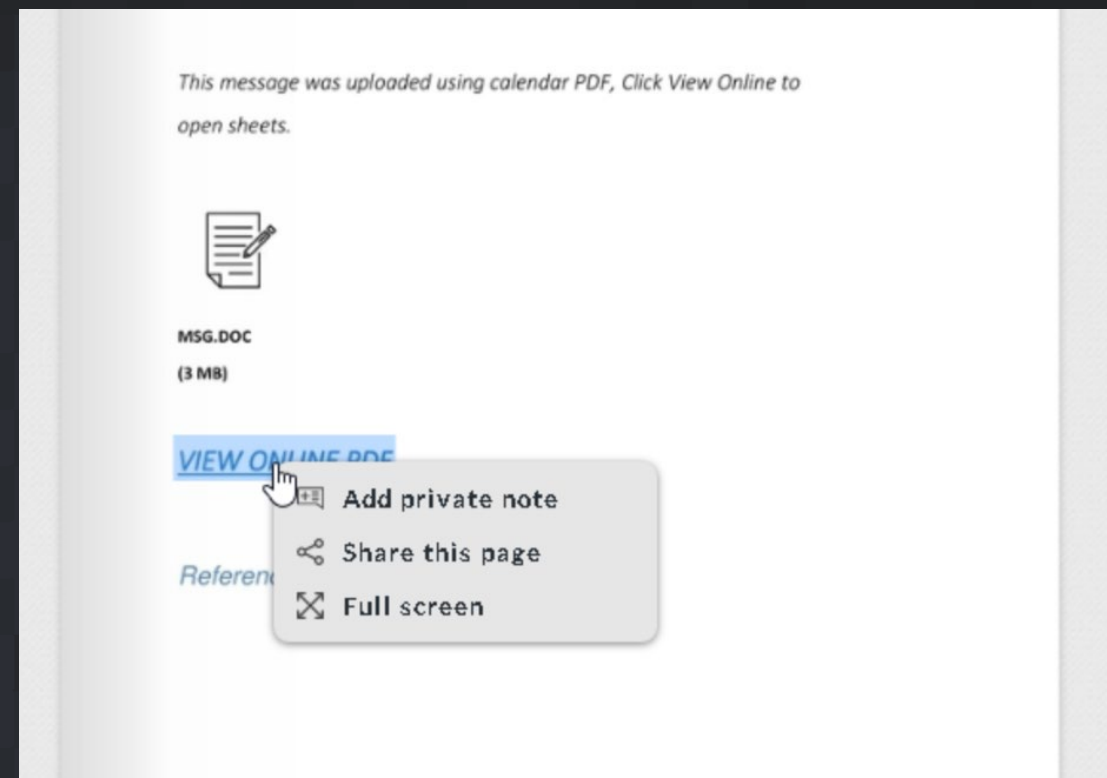 This message was uploaded using calendar PDF, Click View Online to
open sheets.
MSG.DOC
(3 MB)
VIEW ONLINE PDF
Add private note
Share this page
Full screen